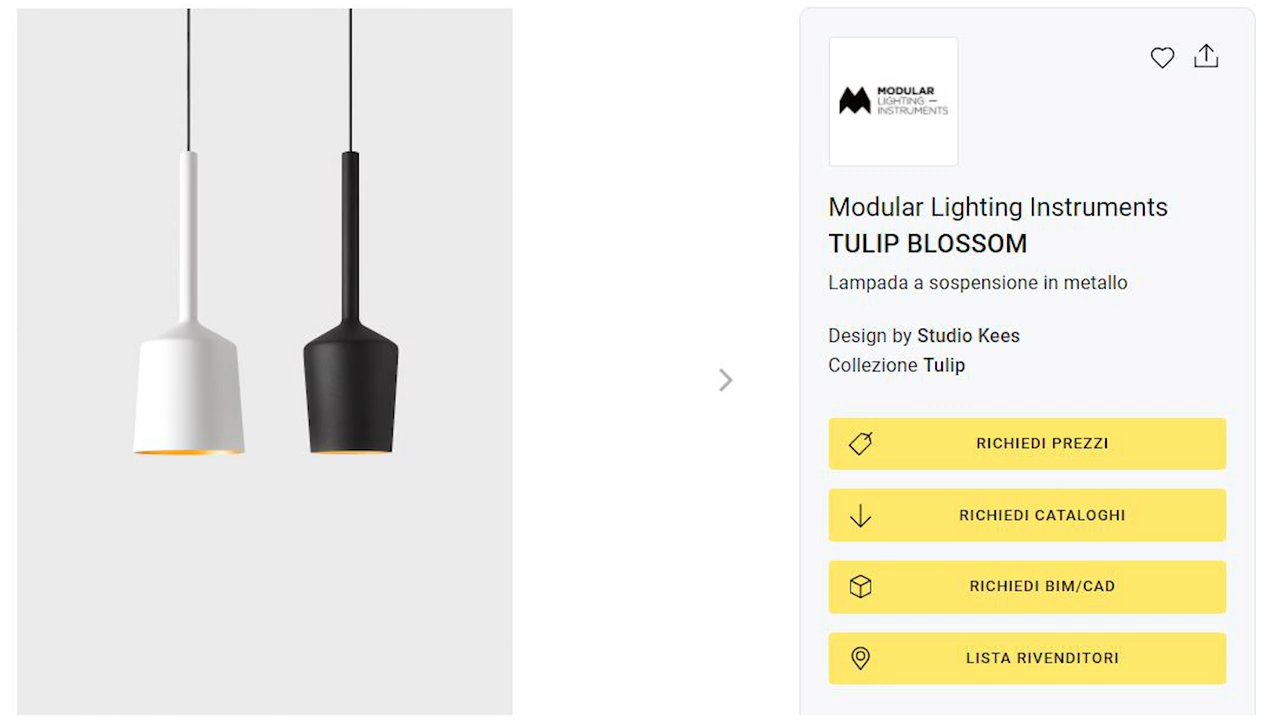 MODULAR
LIGHTING —
INSTRUMENTS
Modular Lighting Instruments
TULIP BLOSSOM
Lampada a sospensione in metallo
Design by Studio Kees
Collezione Tulip
RICHIEDI PREZZI
RICHIEDI CATALOGHI
RICHIEDI BIM/CAD
LISTA RIVENDITORI